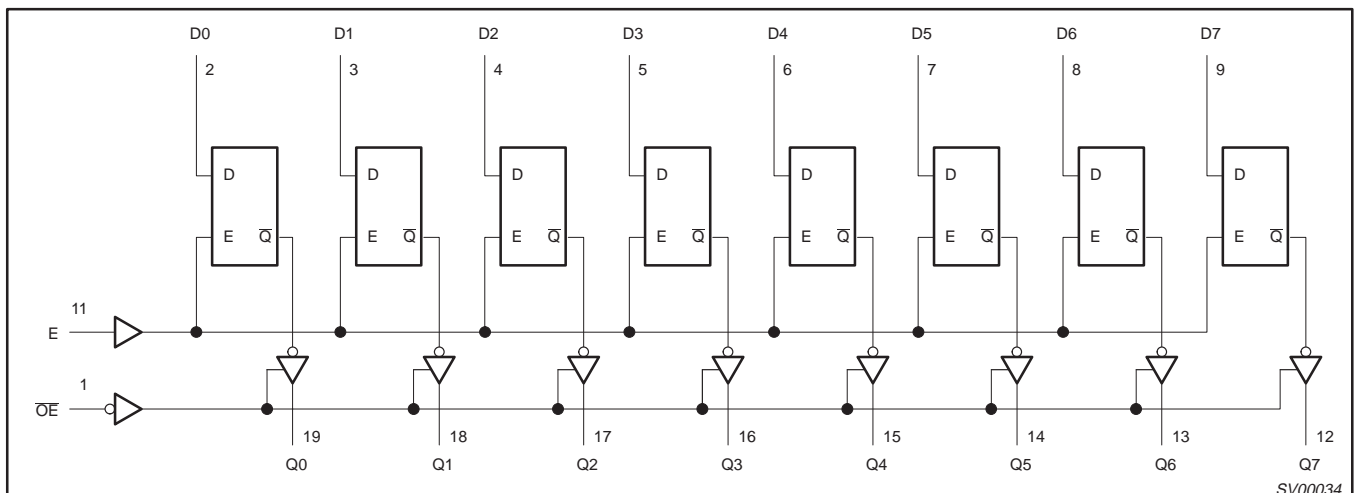 D0 D1 D2 D3 D4 D5 D6 D7
2 3 4 5 6 7 8 9
D D D D D D D D
E Q̅ E Q̅ E Q̅ E Q̅ E Q̅ E Q̅ E Q̅ E Q̅
11
E
1
O̅E̅
19 18 17 16 15 14 13 12
Q0 Q1 Q2 Q3 Q4 Q5 Q6 Q7
SV00034